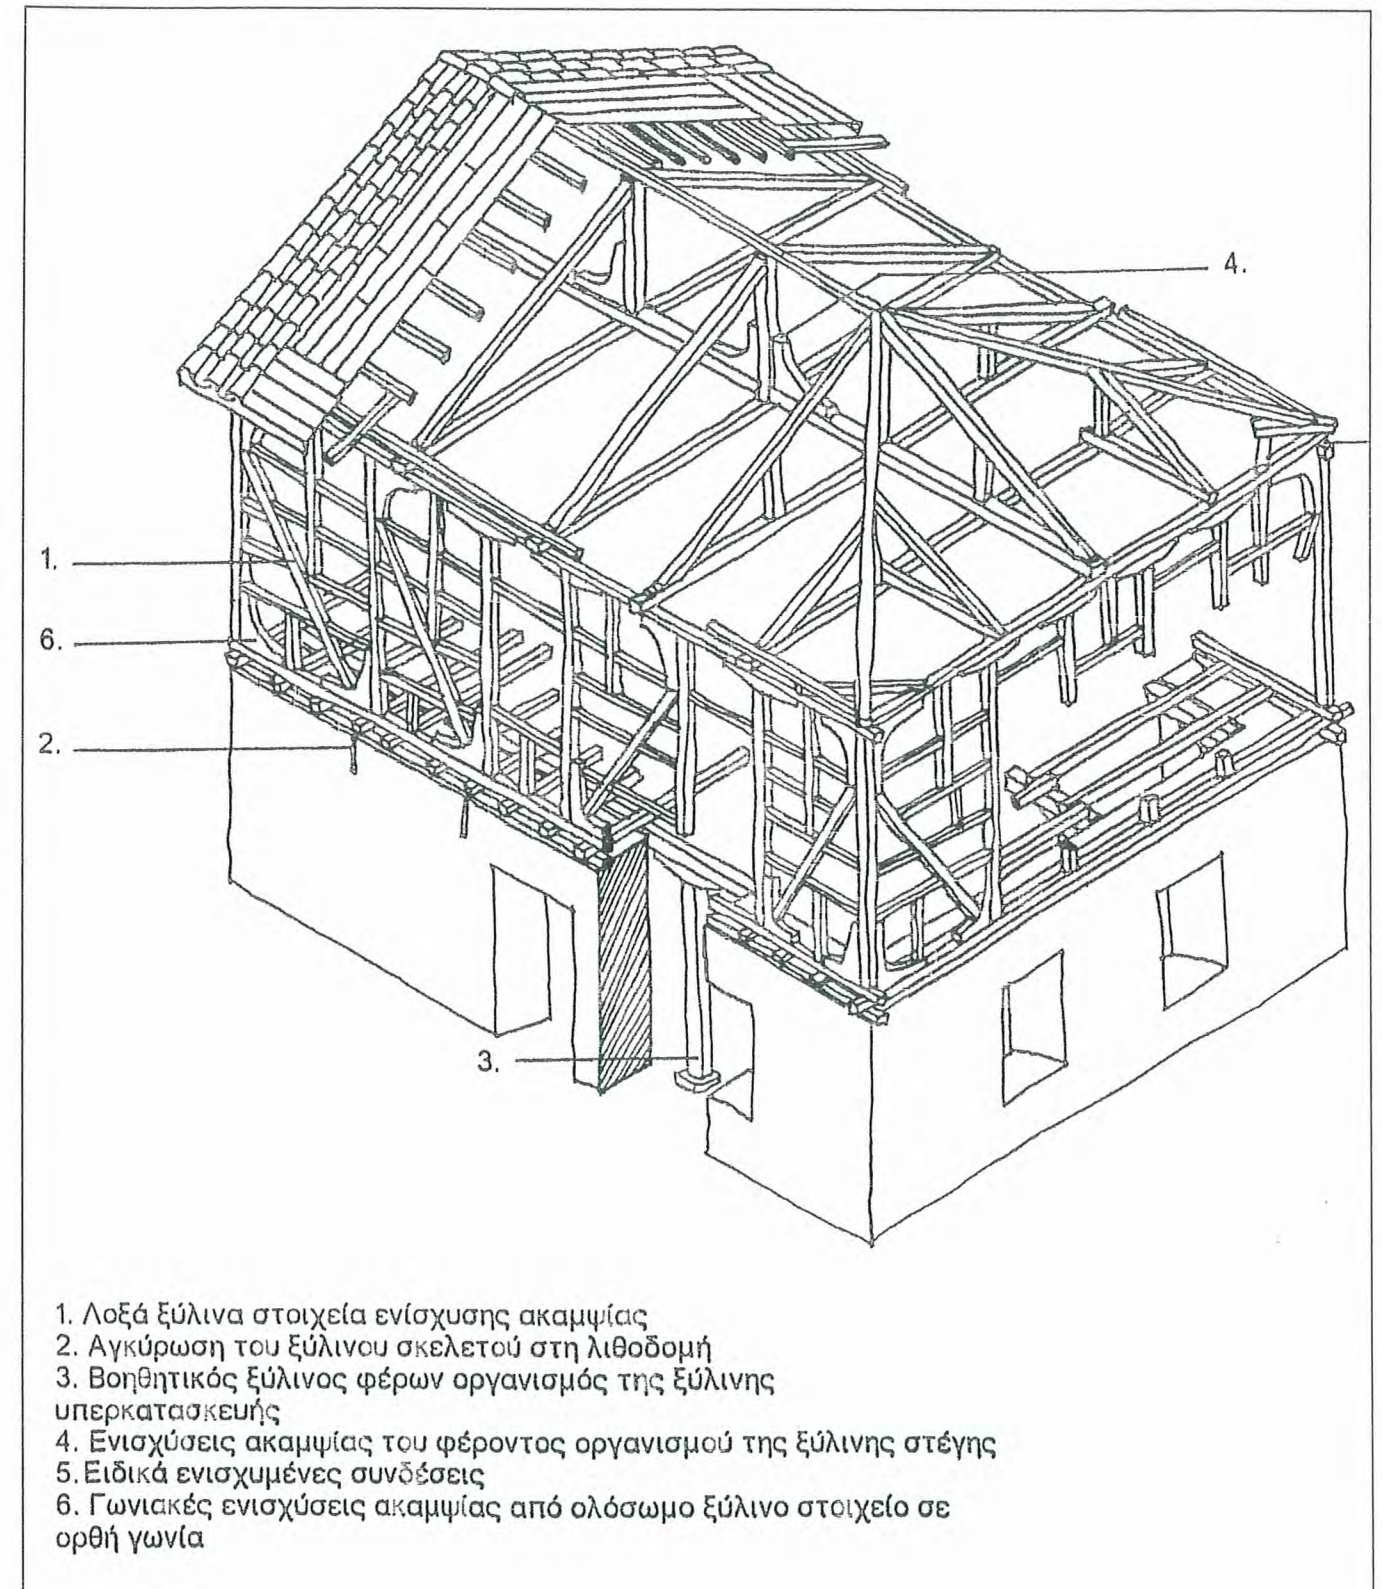 4.
1.
6.
2.
3.
1. Λοξά ξύλινα στοιχεία ενίσχυσης ακαμψίας
2. Αγκύρωση του ξύλινου σκελετού στη λιθοδομή
3. Βοηθητικός ξύλινος φέρων οργανισμός της ξύλινης
υπερκατασκευής
4. Ενισχύσεις ακαμψίας του φέροντος οργανισμού της ξύλινης στέγης
5. Ειδικά ενισχυμένες συνδέσεις
6. Γωνιακές ενισχύσεις ακαμψίας από ολόσωμο ξύλινο στοιχείο σε
ορθή γωνία